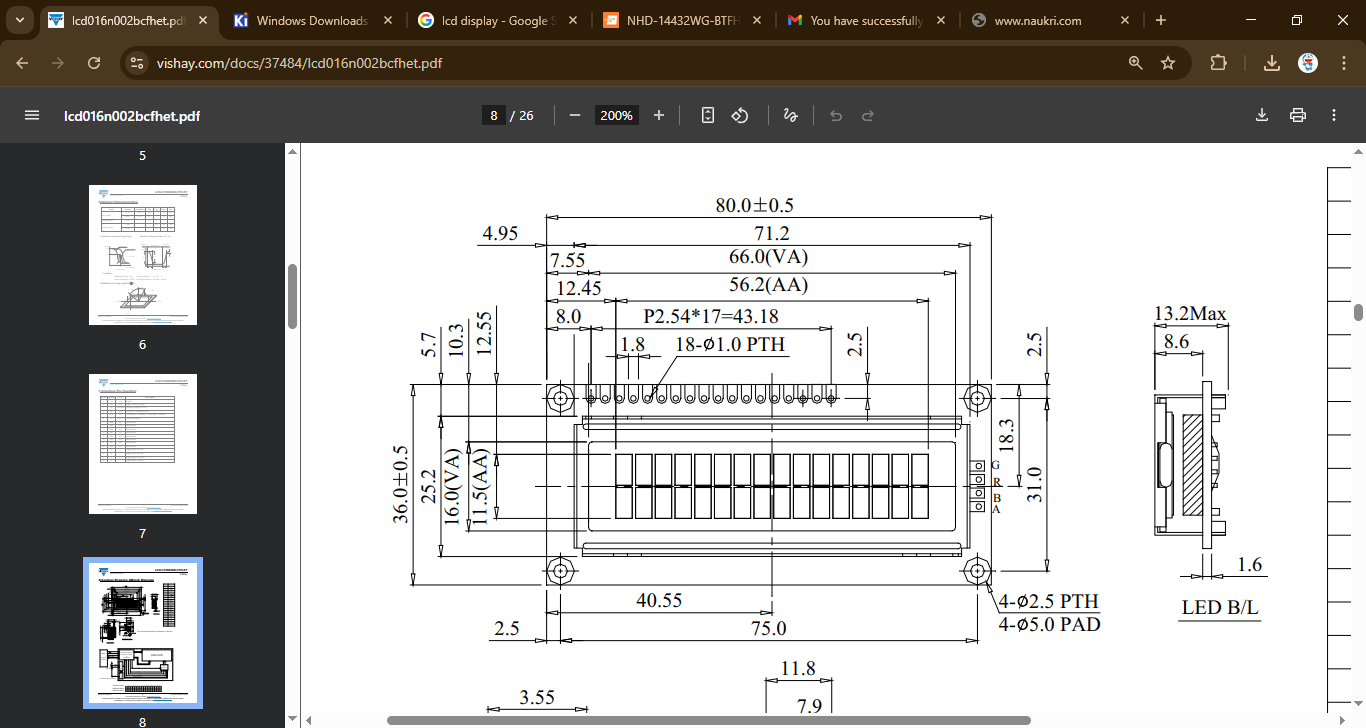 lcd016n002bcfhet.pdf
Windows Downloads
lcd display - Google S
NHD-14432WG-BTFH
You have successfully
www.naukri.com
vishay.com/docs/37484/lcd016n002bcfhet.pdf
lcd016n002bcfhet.pdf
8 / 26
200%
5
6
7
8
80.0±0.5
4.95
71.2
7.55
66.0(VA)
12.45
56.2(AA)
8.0
P2.54*17=43.18
1.8
18-Ø1.0 PTH
5.7
10.3
12.55
2.5
2.5
13.2Max
8.6
36.0±0.5
25.2
16.0(VA)
11.5(AA)
18.3
31.0
G
R
B
A
1.6
LED B/L
40.55
4-Ø2.5 PTH
4-Ø5.0 PAD
2.5
75.0
11.8
3.55
7.9